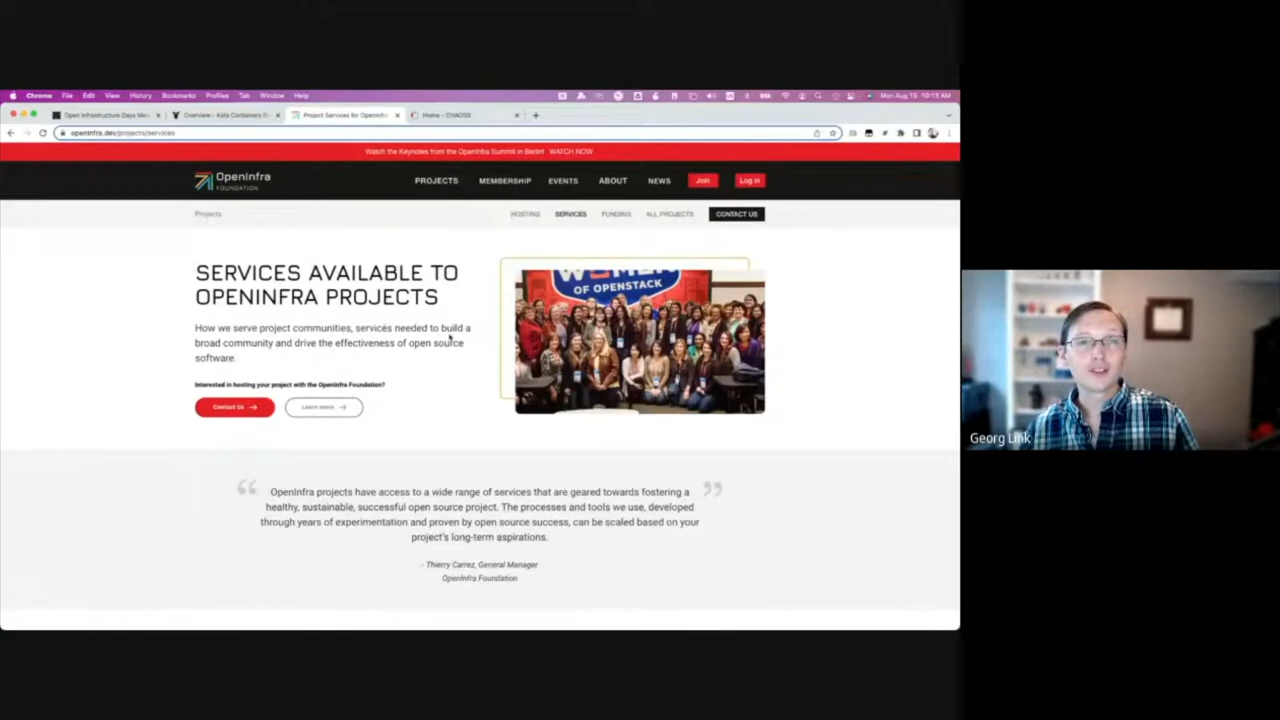 Chrome File Edit View History Bookmarks Profiles Tab Window Help Mon Aug 15 10:15 AM
Open Infrastructure Days Me Overview - Kata Containers Project Services for OpenInfra Home - CHAOSS
openinfra.dev/projects/services
Watch the Keynotes from the OpenInfra Summit in Berlin! WATCH NOW
OpenInfra
FOUNDATION
PROJECTS MEMBERSHIP EVENTS ABOUT NEWS Join Log in
Projects HOSTING SERVICES FUNDING ALL PROJECTS CONTACT US
SERVICES AVAILABLE TO
OPENINFRA PROJECTS
How we serve project communities, services needed to build a
broad community and drive the effectiveness of open source
software.
Interested in hosting your project with the OpenInfra Foundation?
Contact Us → Learn more →
WOMEN
OF OPENSTACK
“ OpenInfra projects have access to a wide range of services that are geared towards fostering a ”
healthy, sustainable, successful open source project. The processes and tools we use, developed
through years of experimentation and proven by open source success, can be scaled based on your
project's long-term aspirations.
- Thierry Carrez, General Manager
OpenInfra Foundation
Georg Link